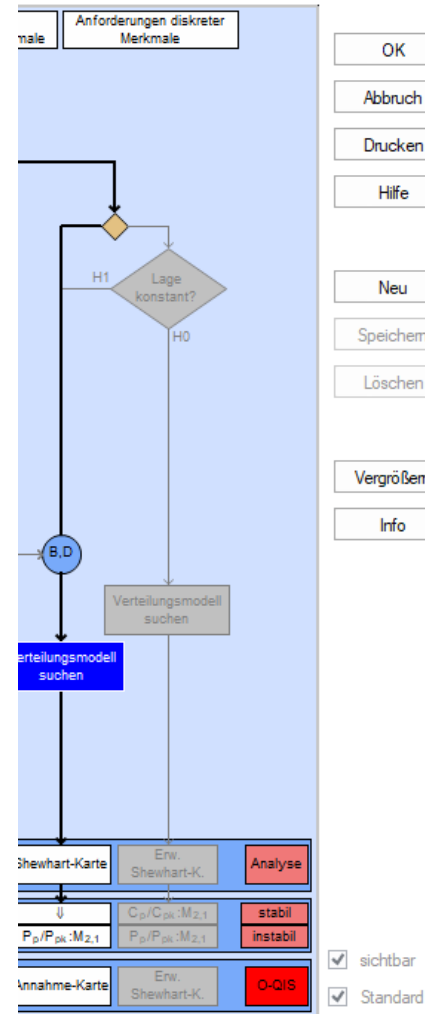 Anforderungen diskreter
Merkmale
OK
Abbruch
Drucken
Hilfe
H1
Lage
konstant?
H0
Neu
Speichern
Löschen
Vergrößern
Info
B,D
Verteilungsmodell
suchen
erteilungsmodell
suchen
Shewhart-Karte
Erw.
Shewhart-K.
Analyse
⇓
Cp/Cpk:M2,1
stabil
Pp/Ppk:M2,1
Pp/Ppk:M2,1
instabil
Annahme-Karte
Erw.
Shewhart-K.
O-QIS
sichtbar
Standard